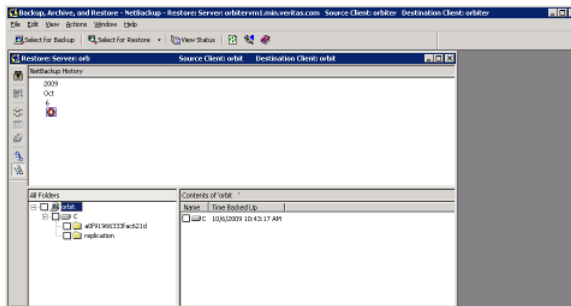 Backup, Archive, and Restore - NetBackup - Restore: Server: orbitervm1.min.veritas.com Source Client: orbiter Destination Client: orbiter
File Edit View Actions Window Help
Select for Backup Select for Restore View Status
Restore: Server: orb Source Client: orbit Destination Client: orbit
NetBackup History
2009
Oct
6
All Folders
Contents of 'orbit '
orbit
Name Time Backed Up
C
C 10/6/2009 10:43:17 AM
a0f91966333fac621d
replication